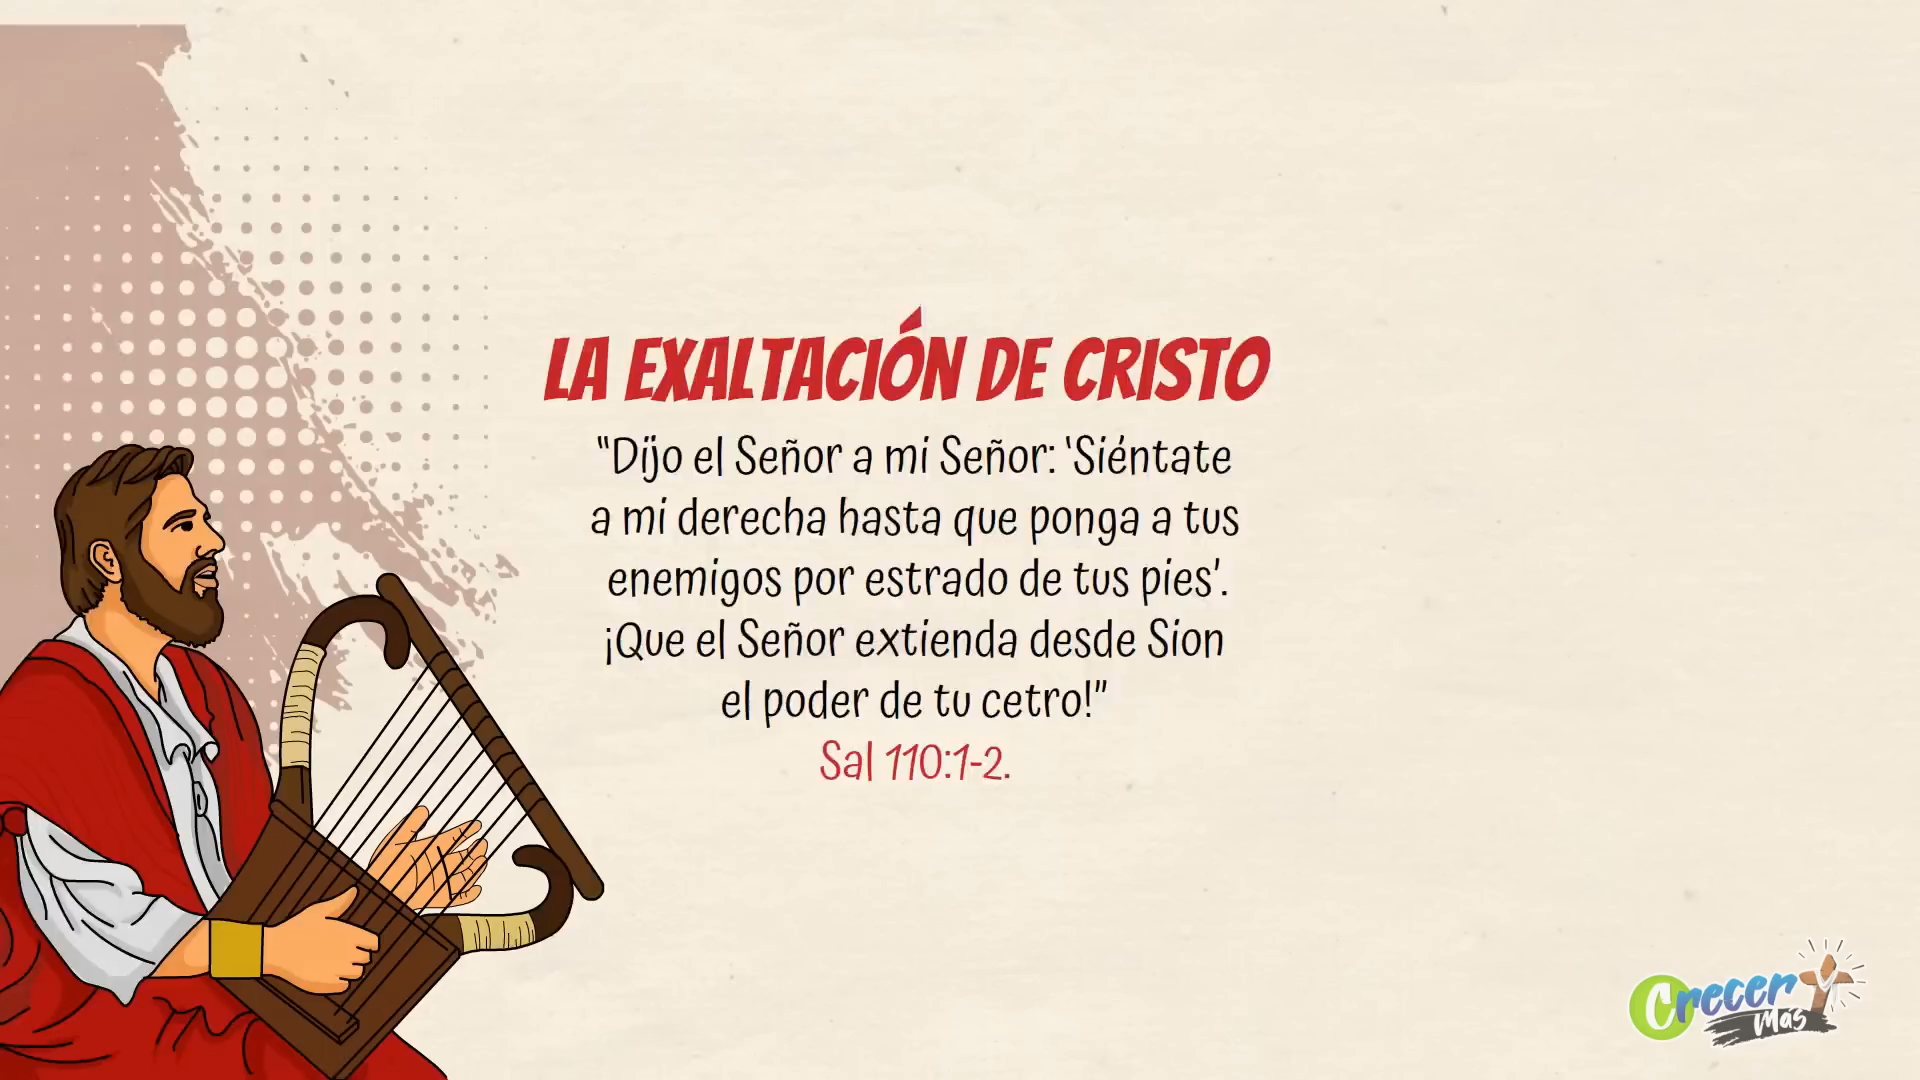 LA EXALTACIÓN DE CRISTO
"Dijo el Señor a mi Señor: ‘Siéntate
a mi derecha hasta que ponga a tus
enemigos por estrado de tus pies’.
¡Que el Señor extienda desde Sion
el poder de tu cetro!”
Sal 110:1-2.
Crecer
Más